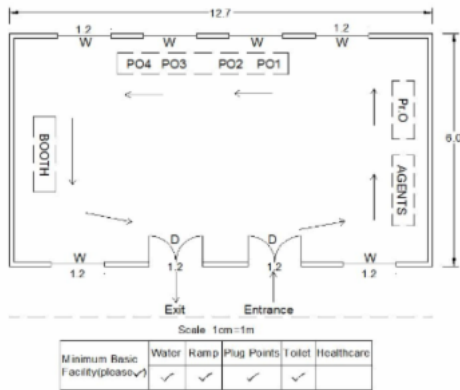 12.7
1.2 1.2
W W W W
PO4 PO3 PO2 PO1
BOOTH
Pr.O
AGENTS
6.0
W D D W
1.2 1.2 1.2 1.2
Exit Entrance
Scale 1cm=1m
Minimum Basic Facility(please✓) Water Ramp Plug Points Toilet Healthcare
✓ ✓ ✓ ✓